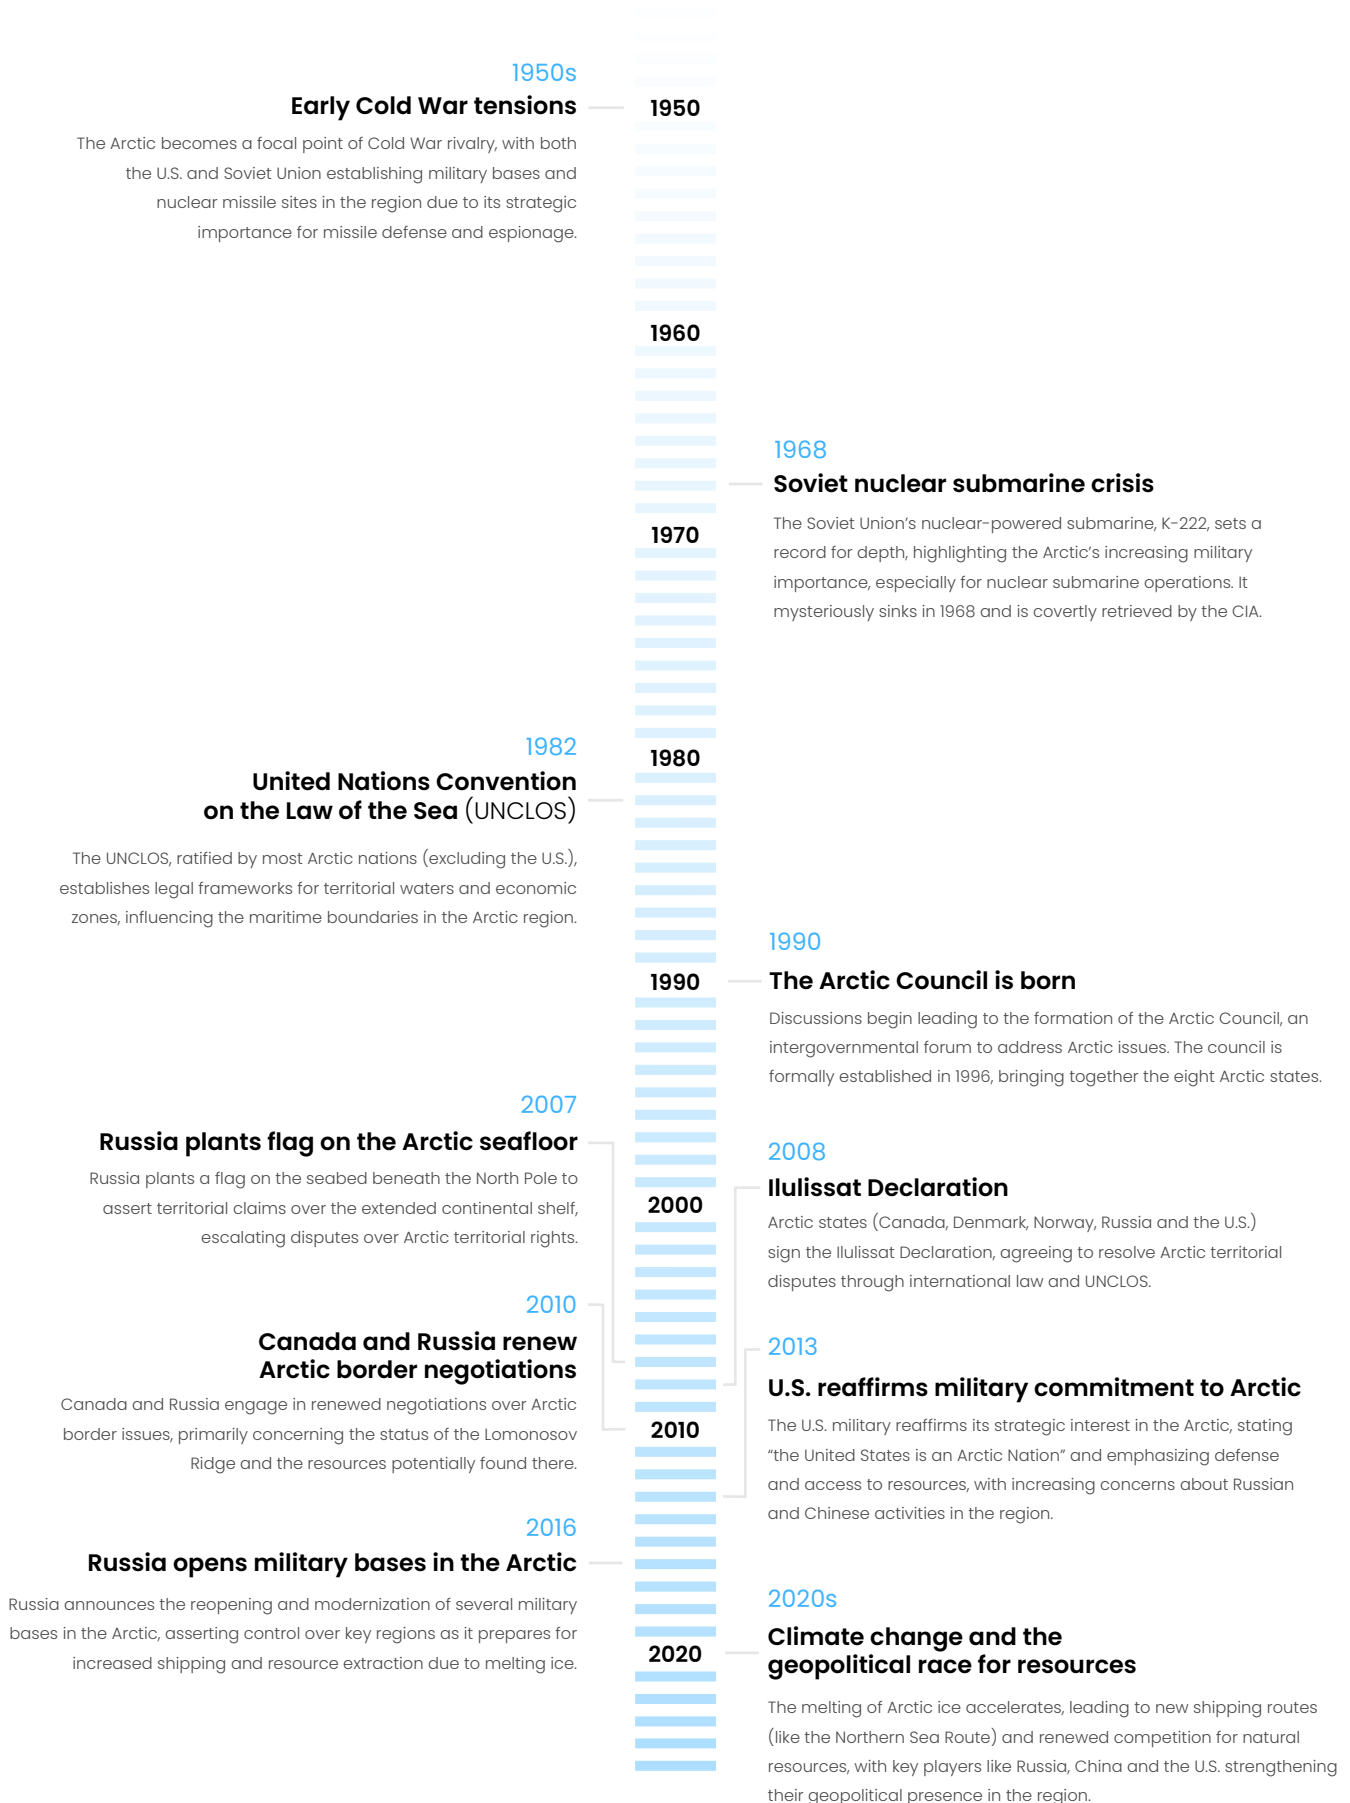 1950s
Early Cold War tensions
The Arctic becomes a focal point of Cold War rivalry, with both
the U.S. and Soviet Union establishing military bases and
nuclear missile sites in the region due to its strategic
importance for missile defense and espionage.
1950
1960
1968
Soviet nuclear submarine crisis
The Soviet Union’s nuclear-powered submarine, K-222, sets a
record for depth, highlighting the Arctic’s increasing military
importance, especially for nuclear submarine operations. It
mysteriously sinks in 1968 and is covertly retrieved by the CIA.
1970
1982
United Nations Convention
on the Law of the Sea (UNCLOS)
The UNCLOS, ratified by most Arctic nations (excluding the U.S.),
establishes legal frameworks for territorial waters and economic
zones, influencing the maritime boundaries in the Arctic region.
1980
1990
The Arctic Council is born
Discussions begin leading to the formation of the Arctic Council, an
intergovernmental forum to address Arctic issues. The council is
formally established in 1996, bringing together the eight Arctic states.
1990
2007
Russia plants flag on the Arctic seafloor
Russia plants a flag on the seabed beneath the North Pole to
assert territorial claims over the extended continental shelf,
escalating disputes over Arctic territorial rights.
2000
2008
Ilulissat Declaration
Arctic states (Canada, Denmark, Norway, Russia and the U.S.)
sign the Ilulissat Declaration, agreeing to resolve Arctic territorial
disputes through international law and UNCLOS.
2010
Canada and Russia renew
Arctic border negotiations
Canada and Russia engage in renewed negotiations over Arctic
border issues, primarily concerning the status of the Lomonosov
Ridge and the resources potentially found there.
2010
2013
U.S. reaffirms military commitment to Arctic
The U.S. military reaffirms its strategic interest in the Arctic, stating
“the United States is an Arctic Nation” and emphasizing defense
and access to resources, with increasing concerns about Russian
and Chinese activities in the region.
2016
Russia opens military bases in the Arctic
Russia announces the reopening and modernization of several military
bases in the Arctic, asserting control over key regions as it prepares for
increased shipping and resource extraction due to melting ice.
2020
2020s
Climate change and the
geopolitical race for resources
The melting of Arctic ice accelerates, leading to new shipping routes
(like the Northern Sea Route) and renewed competition for natural
resources, with key players like Russia, China and the U.S. strengthening
their geopolitical presence in the region.